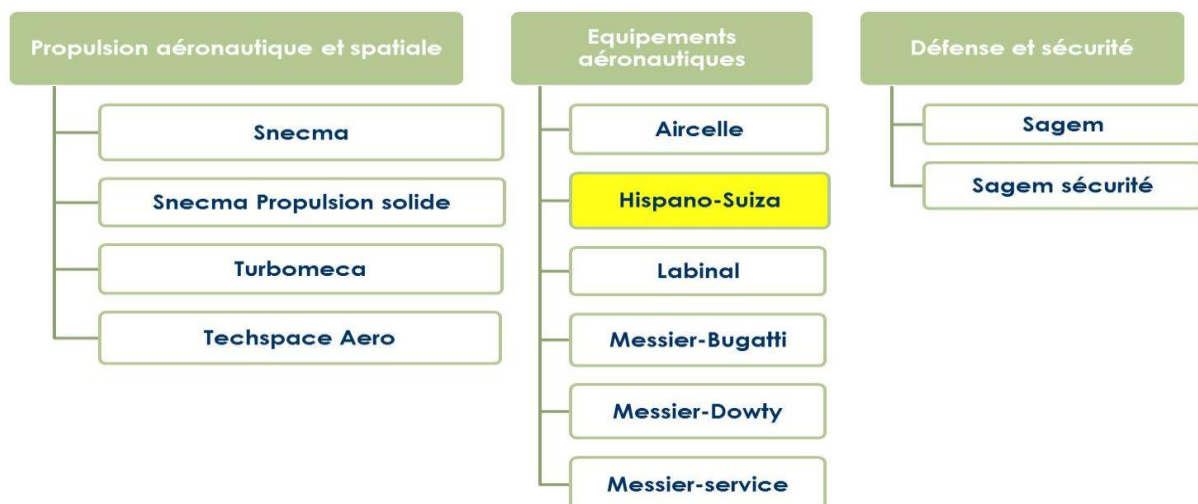 Propulsion aéronautique et spatiale
Snecma
Snecma Propulsion solide
Turbomeca
Techspace Aero
Equipements
aéronautiques
Aircelle
Hispano-Suiza
Labinal
Messier-Bugatti
Messier-Dowty
Messier-service
Défense et sécurité
Sagem
Sagem sécurité